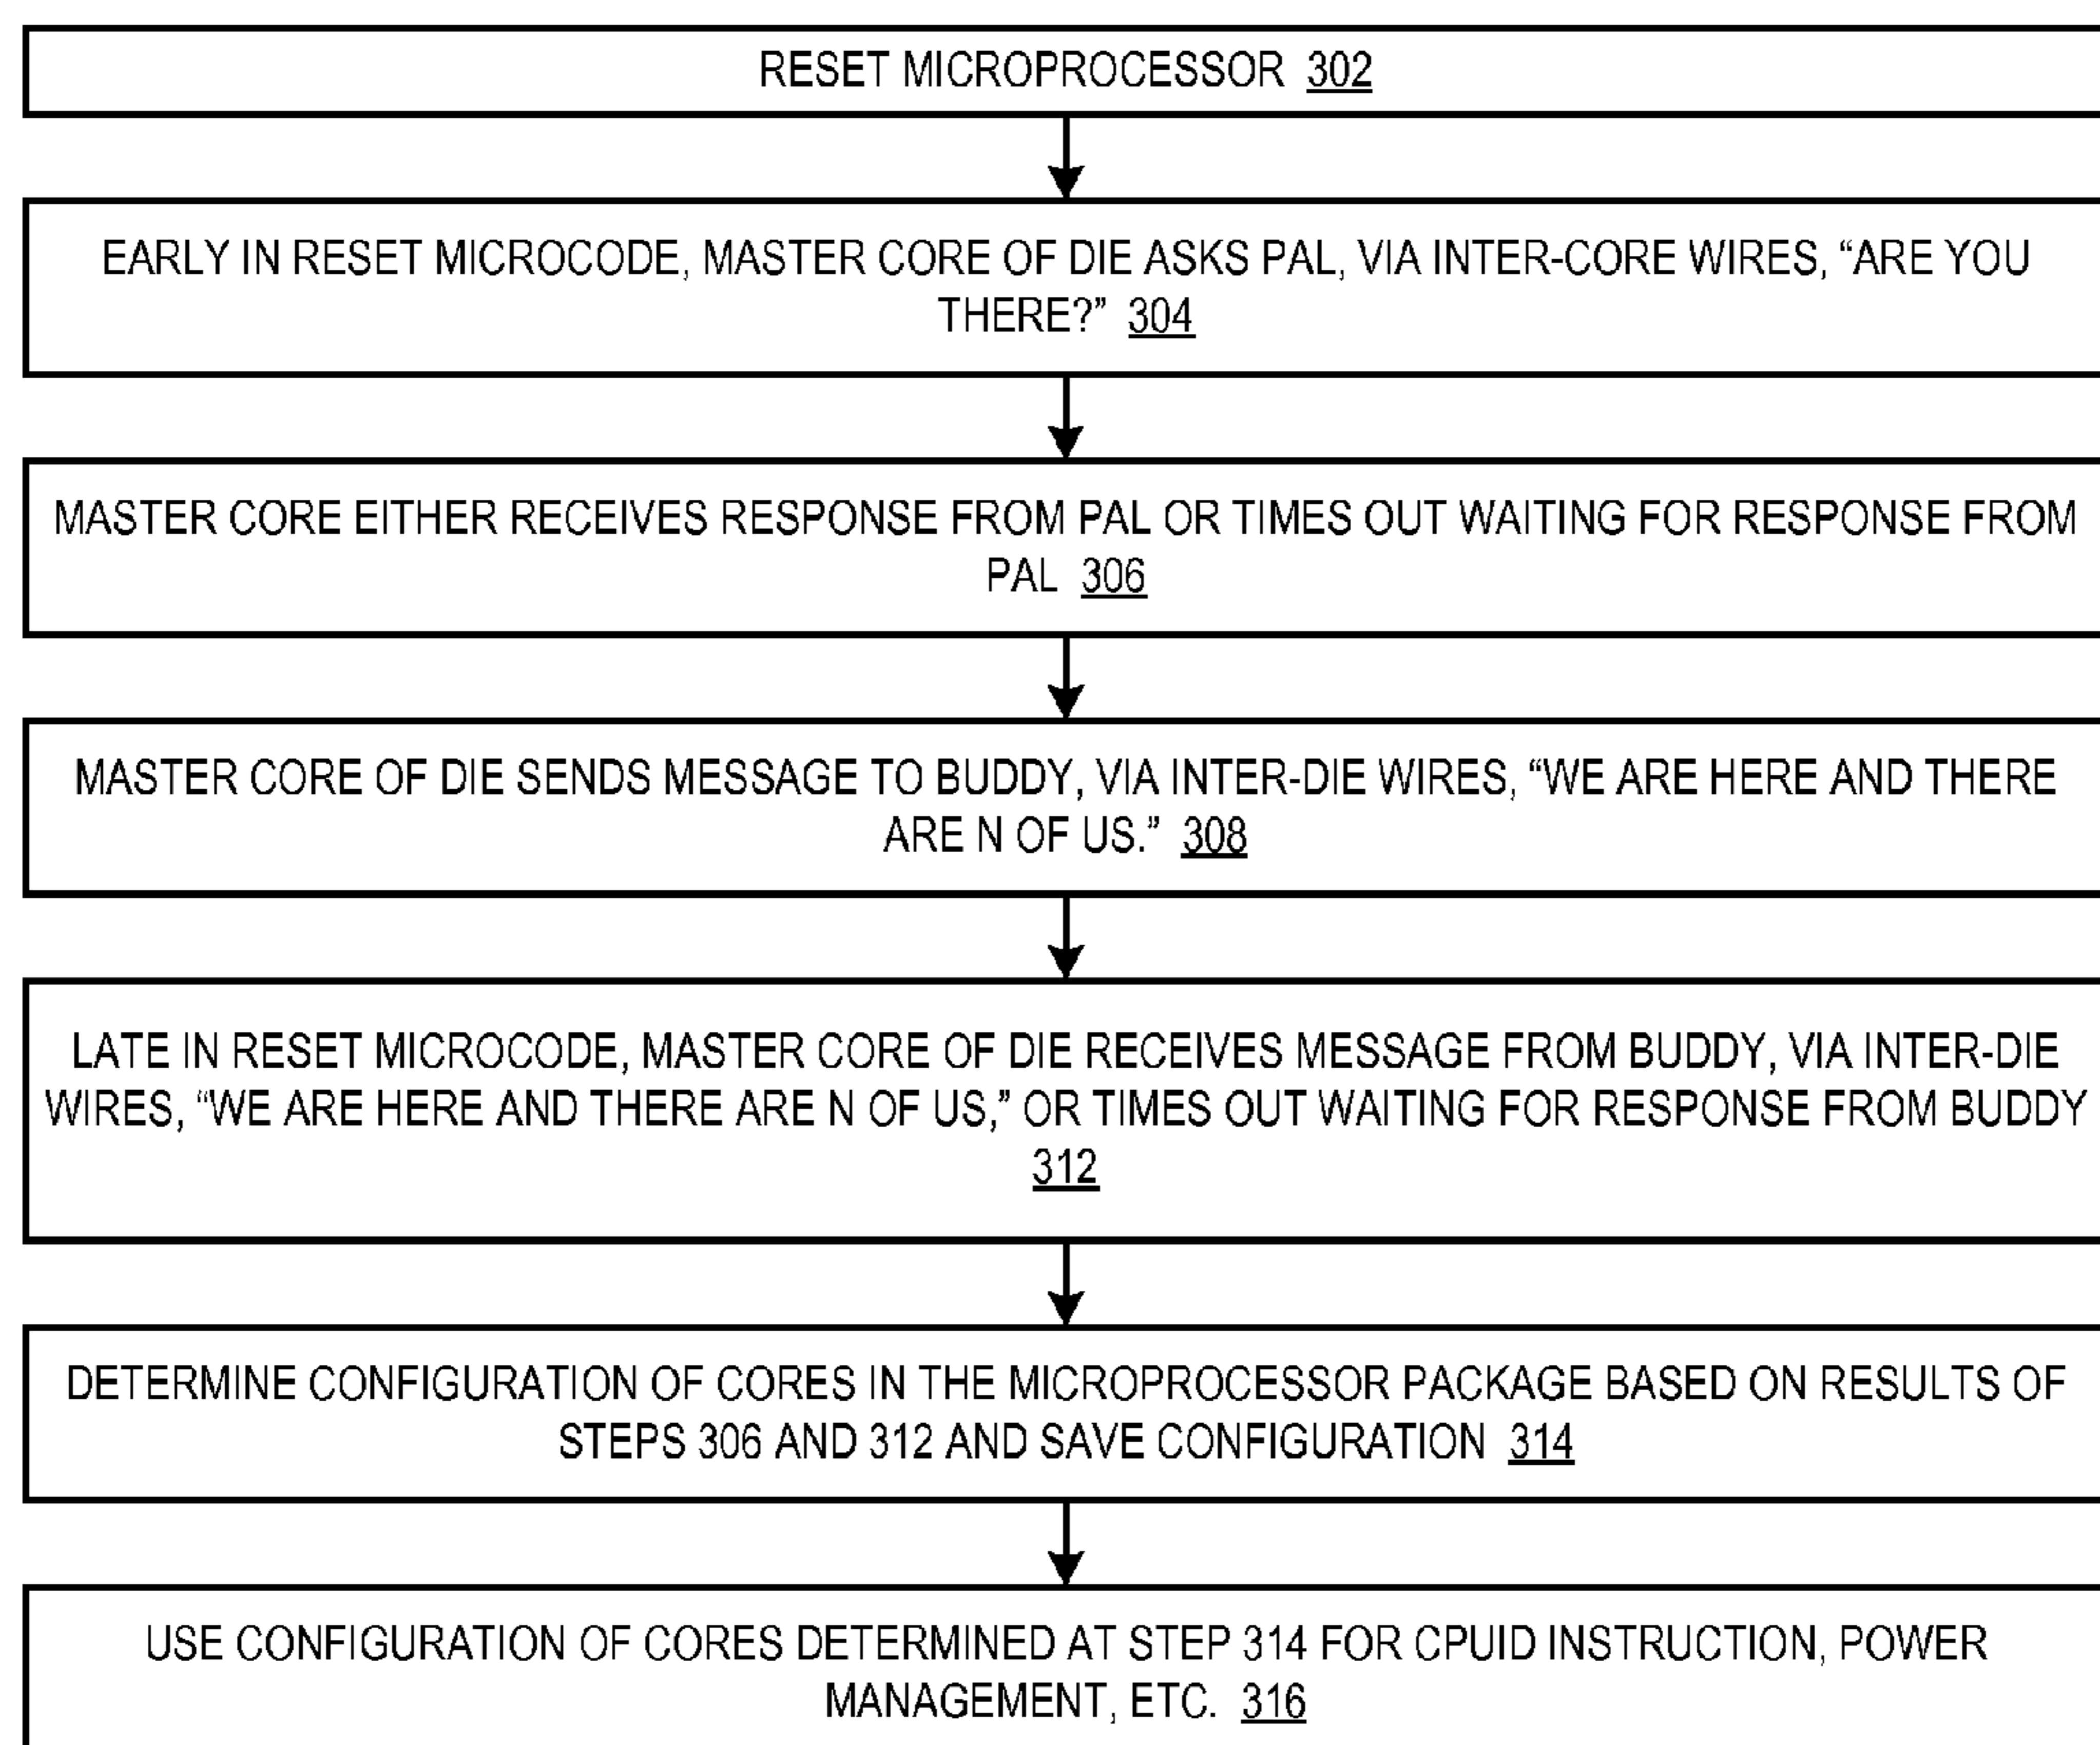 RESET MICROPROCESSOR 302
EARLY IN RESET MICROCODE, MASTER CORE OF DIE ASKS PAL, VIA INTER-CORE WIRES, “ARE YOU
THERE?” 304
MASTER CORE EITHER RECEIVES RESPONSE FROM PAL OR TIMES OUT WAITING FOR RESPONSE FROM
PAL 306
MASTER CORE OF DIE SENDS MESSAGE TO BUDDY, VIA INTER-DIE WIRES, “WE ARE HERE AND THERE
ARE N OF US.” 308
LATE IN RESET MICROCODE, MASTER CORE OF DIE RECEIVES MESSAGE FROM BUDDY, VIA INTER-DIE
WIRES, “WE ARE HERE AND THERE ARE N OF US,” OR TIMES OUT WAITING FOR RESPONSE FROM BUDDY
312
DETERMINE CONFIGURATION OF CORES IN THE MICROPROCESSOR PACKAGE BASED ON RESULTS OF
STEPS 306 AND 312 AND SAVE CONFIGURATION 314
USE CONFIGURATION OF CORES DETERMINED AT STEP 314 FOR CPUID INSTRUCTION, POWER
MANAGEMENT, ETC. 316